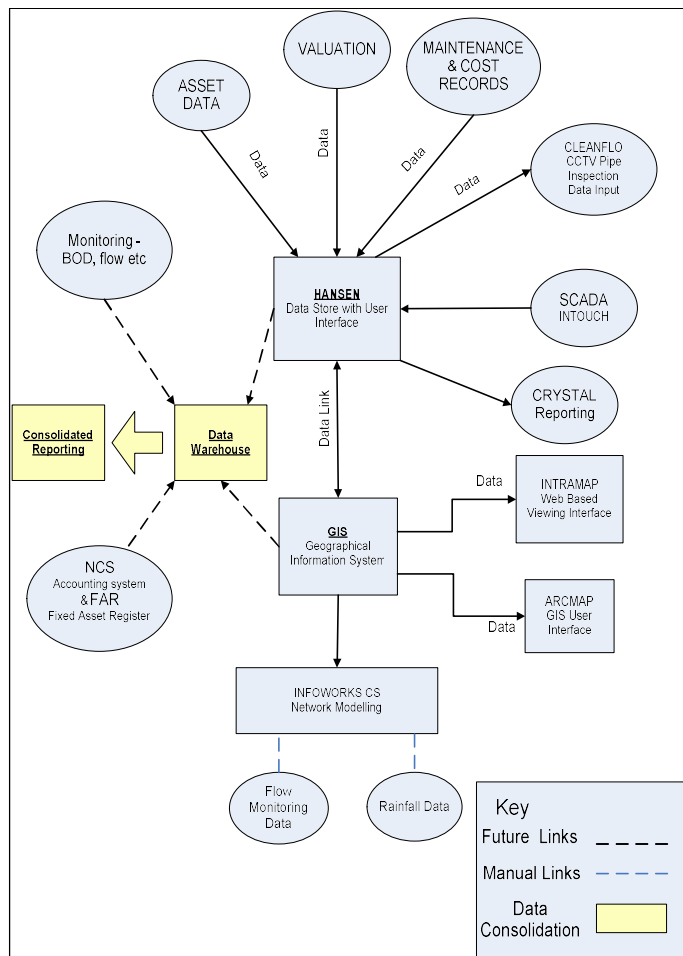 VALUATION
MAINTENANCE
& COST
RECORDS
ASSET
DATA
Data
Data
Data
Data
CLEANFLO
CCTV Pipe
Inspection
Data Input
Monitoring -
BOD, flow etc
HANSEN
Data Store with User
Interface
SCADA
INTOUCH
CRYSTAL
Reporting
Data Link
Consolidated
Reporting
Data
Warehouse
GIS
Geographical
Information System
Data
INTRAMAP
Web Based
Viewing Interface
NCS
Accounting system
& FAR
Fixed Asset Register
Data
ARCMAP
GIS User
Interface
INFOWORKS CS
Network Modelling
Flow
Monitoring
Data
Rainfall Data
Key
Future Links
Manual Links
Data
Consolidation